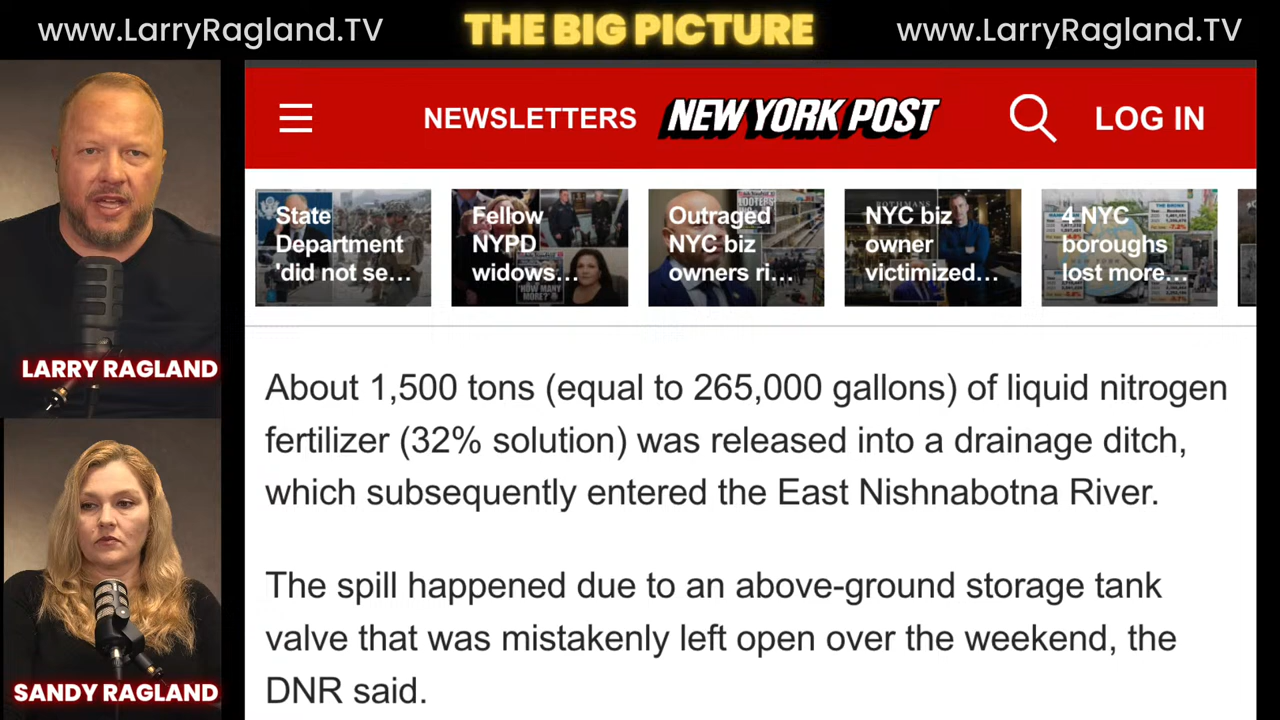 www.LarryRagland.TV
THE BIG PICTURE
www.LarryRagland.TV
NEWSLETTERS
NEW YORK POST
LOG IN
State
Department
'did not se...
Fellow
NYPD
widows...
"HOW MANY
MORE?"
Outraged
NYC biz
owners ri...
NYC biz
owner
victimized...
4 NYC
boroughs
lost more...
LARRY RAGLAND
About 1,500 tons (equal to 265,000 gallons) of liquid nitrogen
fertilizer (32% solution) was released into a drainage ditch,
which subsequently entered the East Nishnabotna River.
The spill happened due to an above-ground storage tank
valve that was mistakenly left open over the weekend, the
DNR said.
SANDY RAGLAND